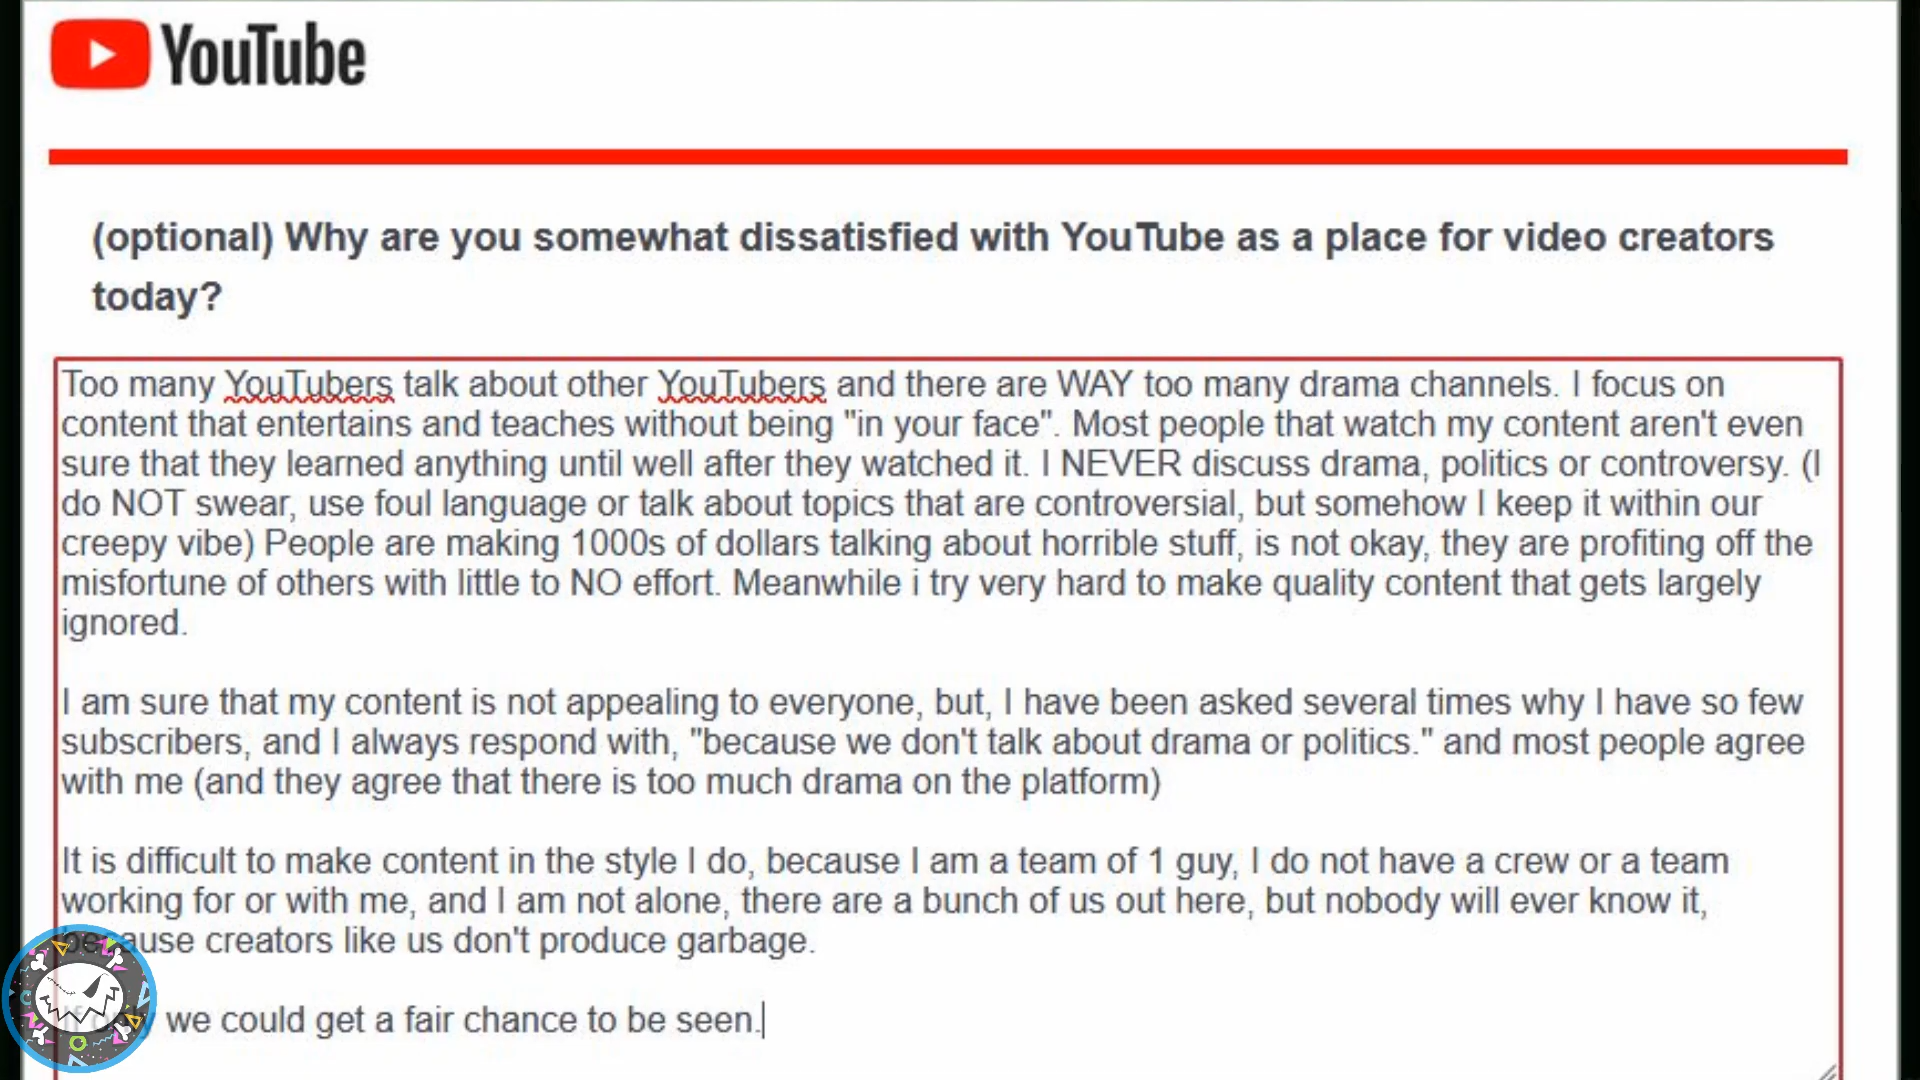 YouTube
(optional) Why are you somewhat dissatisfied with YouTube as a place for video creators
today?
Too many YouTubers talk about other YouTubers and there are WAY too many drama channels. I focus on
content that entertains and teaches without being "in your face". Most people that watch my content aren't even
sure that they learned anything until well after they watched it. I NEVER discuss drama, politics or controversy. (I
do NOT swear, use foul language or talk about topics that are controversial, but somehow I keep it within our
creepy vibe) People are making 1000s of dollars talking about horrible stuff, is not okay, they are profiting off the
misfortune of others with little to NO effort. Meanwhile i try very hard to make quality content that gets largely
ignored.
I am sure that my content is not appealing to everyone, but, I have been asked several times why I have so few
subscribers, and I always respond with, "because we don't talk about drama or politics." and most people agree
with me (and they agree that there is too much drama on the platform)
It is difficult to make content in the style I do, because I am a team of 1 guy, I do not have a crew or a team
working for or with me, and I am not alone, there are a bunch of us out here, but nobody will ever know it,
because creators like us don't produce garbage.
If only we could get a fair chance to be seen.